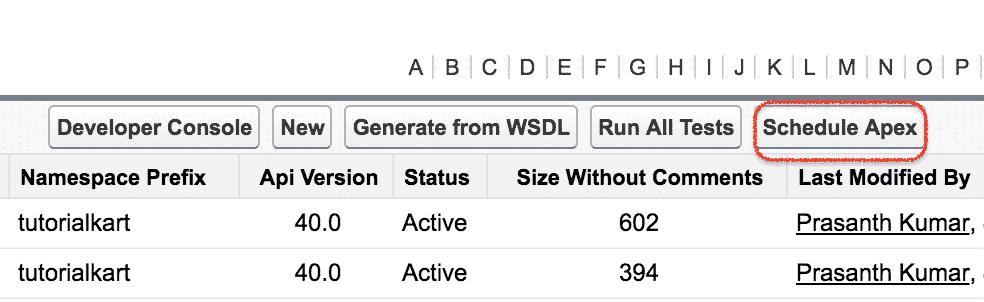 A B C D E F G H I J K L M N O P
Developer Console New Generate from WSDL Run All Tests Schedule Apex
Namespace Prefix Api Version Status Size Without Comments Last Modified By
tutorialkart 40.0 Active 602 Prasanth Kumar,
tutorialkart 40.0 Active 394 Prasanth Kumar,